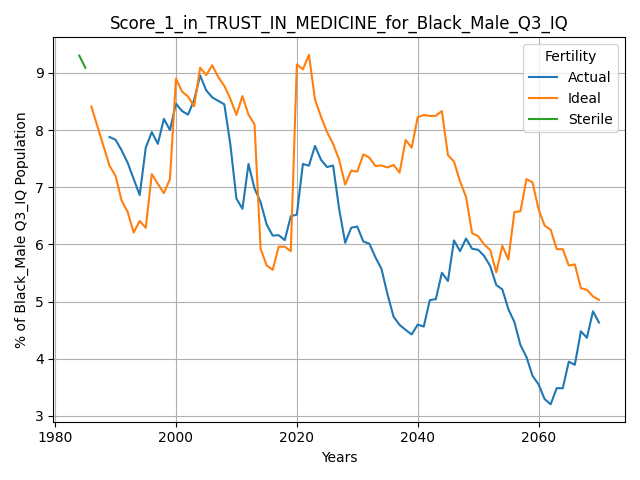 Score_1_in_TRUST_IN_MEDICINE_for_Black_Male_Q3_IQ
% of Black_Male Q3_IQ Population
9
8
7
6
5
4
3
Fertility
Actual
Ideal
Sterile
1980 2000 2020 2040 2060
Years